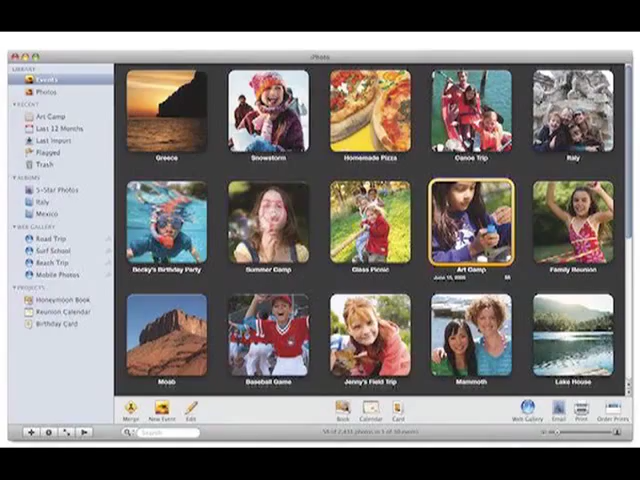 iPhoto
LIBRARY
Events
Photos
RECENT
Art Camp
Last 12 Months
Last Import
Flagged
Trash
ALBUMS
5-Star Photos
Italy
Mexico
WEB GALLERY
Road Trip
Surf School
Beach Trip
Mobile Photos
PROJECTS
Honeymoon Book
Reunion Calendar
Birthday Card
Greece
Snowstorm
Homemade Pizza
Canoe Trip
Italy
Becky's Birthday Party
Summer Camp
Art Camp
Family Reunion
Moab
Baseball Game
Jenny's Field Trip
Mammoth
Lake House
Merge
New Event
Edit
Book
Calendar
Card
Web Gallery
Email
Print
Order Prints
Search